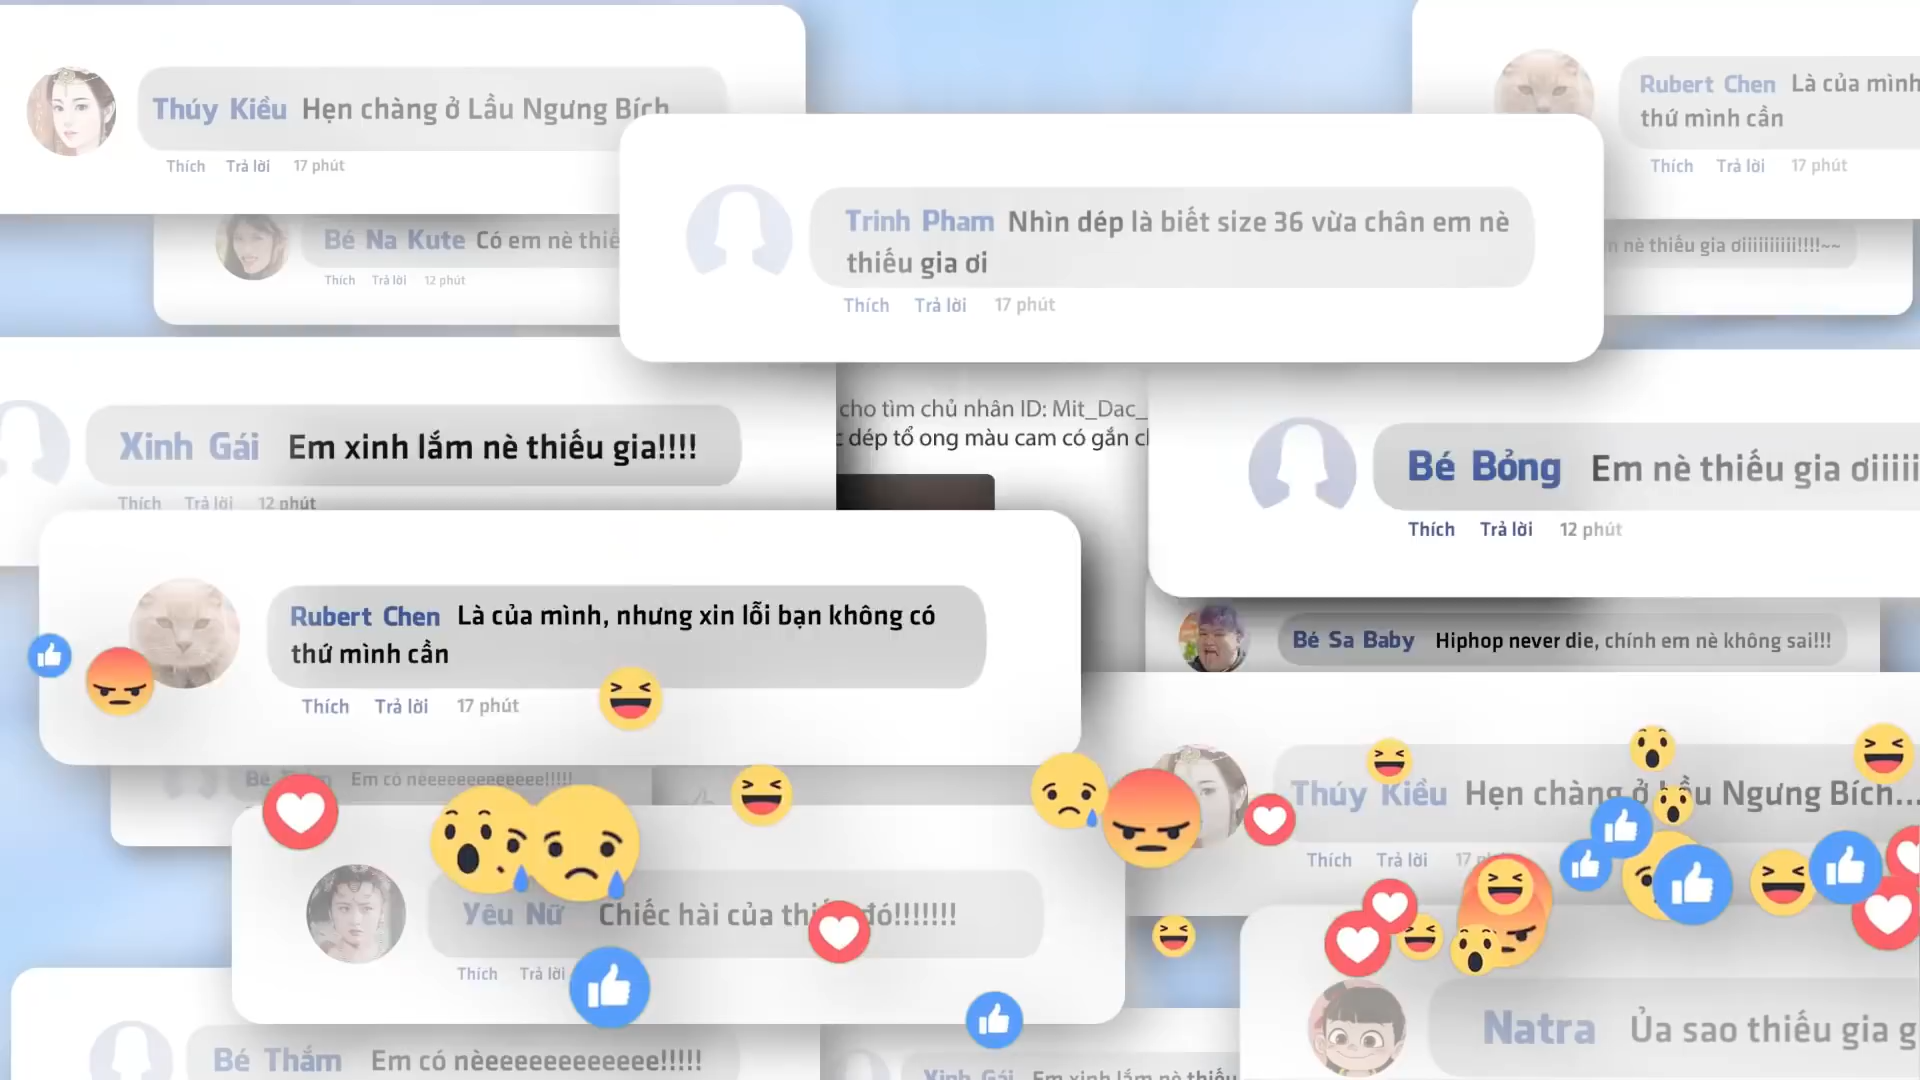 Thúy Kiều Hẹn chàng ở Lầu Ngưng Bích
Thích Trả lời 17 phút
Rubert Chen Là của mình
thứ mình cần
Thích Trả lời 17 phút
Bé Na Kute Có em nè thiế
Thích Trả lời 12 phút
Trinh Pham Nhìn dép là biết size 36 vừa chân em nè
thiếu gia ơi
Thích Trả lời 17 phút
nè thiếu gia ơiiiiiiiiii!!!!~~
cho tìm chủ nhân ID: Mit_Dac_
dép tổ ong màu cam có gắn
Xinh Gái Em xinh lắm nè thiếu gia!!!!
Thích Trả lời 12 phút
Bé Bỏng Em nè thiếu gia ơiiiii
Thích Trả lời 12 phút
Rubert Chen Là của mình, nhưng xin lỗi bạn không có
thứ mình cần
Thích Trả lời 17 phút
Bé Sa Baby Hiphop never die, chính em nè không sai!!!
Bé Thắm Em có nèeeeeeeeeeeee!!!!!
Thúy Kiều Hẹn chàng ở Lầu Ngưng Bích...
Thích Trả lời 17
Yêu Nữ Chiếc hài của đó!!!!!!!
Thích Trả lời
Natra Ủa sao thiếu gia g
Bé Thắm Em có nèeeeeeeeeeeee!!!!!
Xinh Gái Em xinh lắm nè thiếu